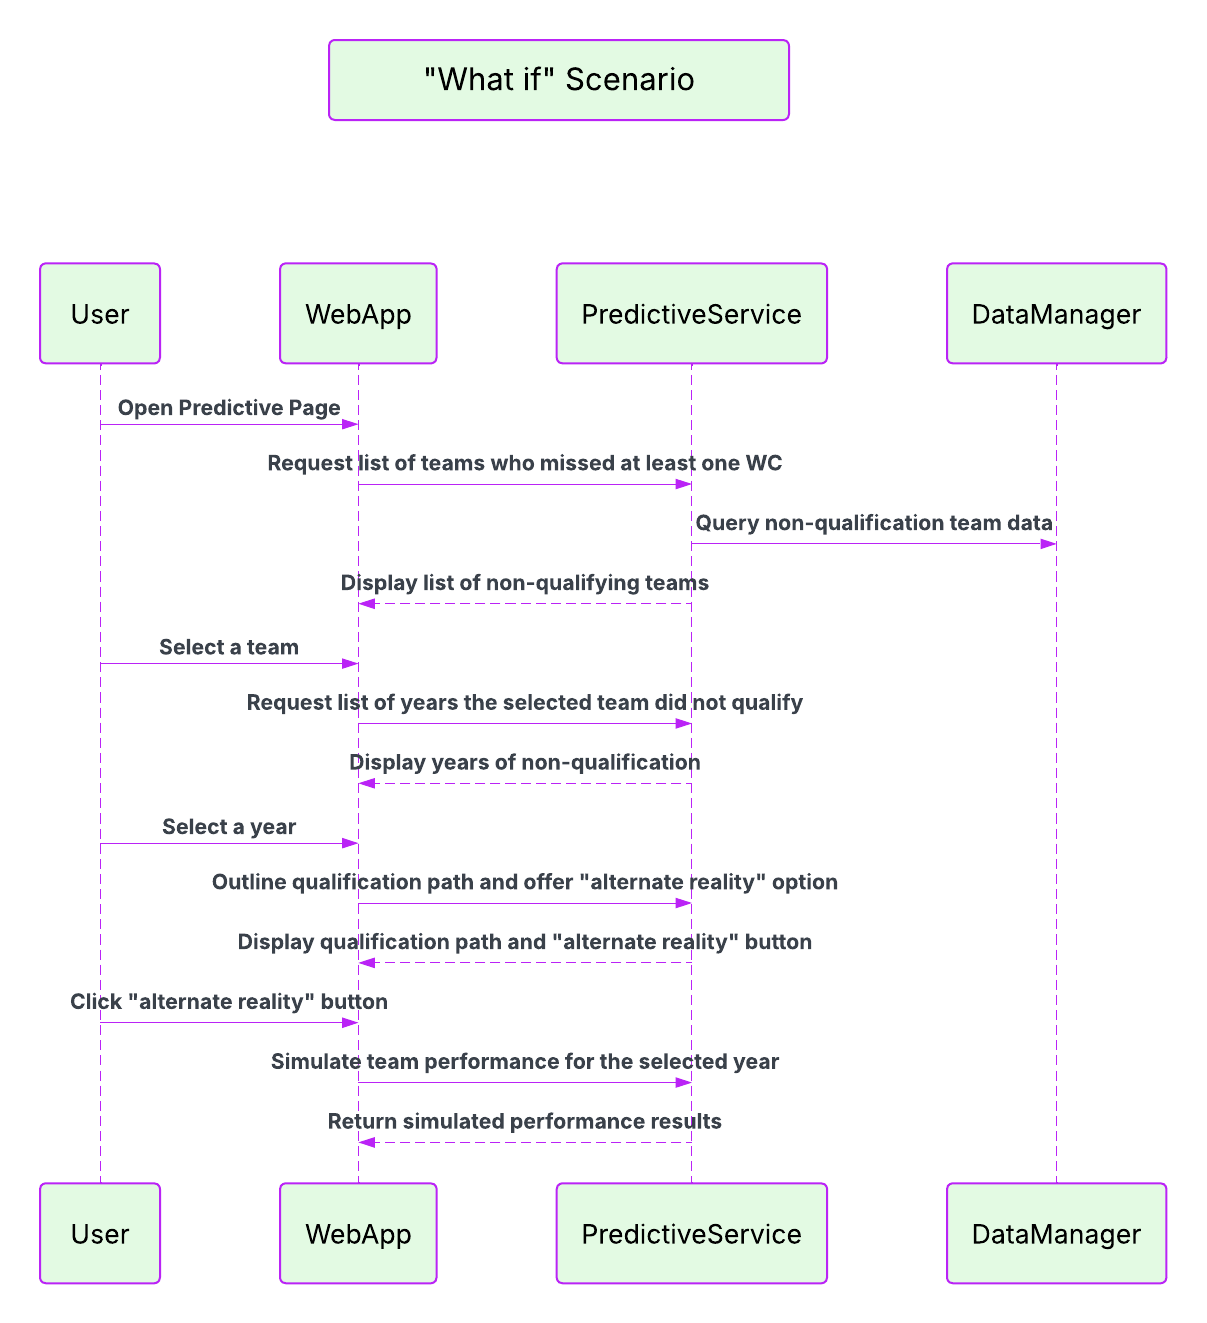 "What if" Scenario
User
WebApp
PredictiveService
DataManager
Open Predictive Page
Request list of teams who missed at least one WC
Query non-qualification team data
Display list of non-qualifying teams
Select a team
Request list of years the selected team did not qualify
Display years of non-qualification
Select a year
Outline qualification path and offer "alternate reality" option
Display qualification path and "alternate reality" button
Click "alternate reality" button
Simulate team performance for the selected year
Return simulated performance results
User
WebApp
PredictiveService
DataManager